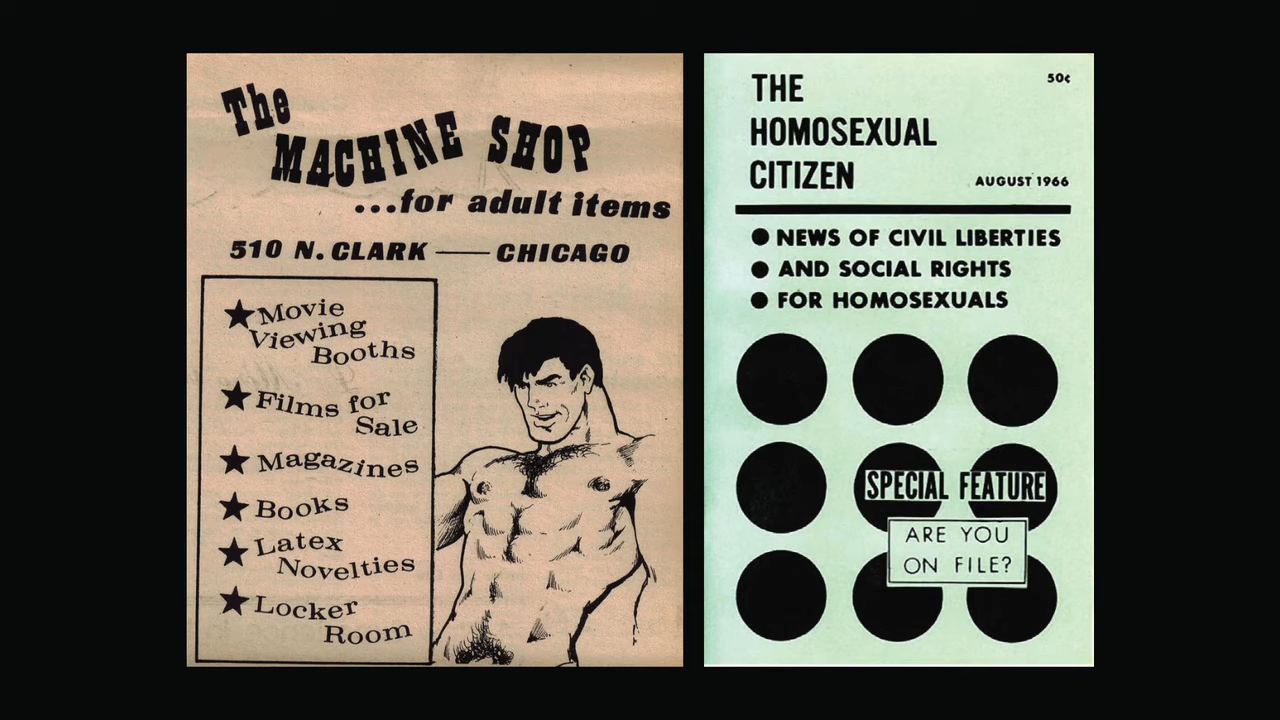 The
MACHINE SHOP
...for adult items
510 N. CLARK — CHICAGO
★ Movie
Viewing
Booths
★ Films for
Sale
★ Magazines
★ Books
★ Latex
Novelties
★ Locker
Room
50¢
THE
HOMOSEXUAL
CITIZEN
AUGUST 1966
● NEWS OF CIVIL LIBERTIES
● AND SOCIAL RIGHTS
● FOR HOMOSEXUALS
SPECIAL FEATURE
ARE YOU
ON FILE?